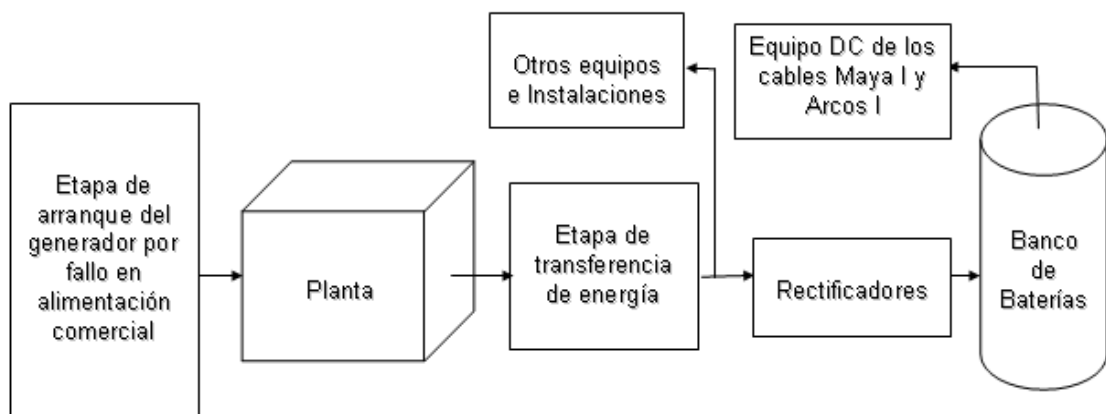 Etapa de
arranque del
generador por
fallo en
alimentación
comercial
Planta
Etapa de
transferencia
de energía
Otros equipos
e Instalaciones
Rectificadores
Equipo DC de los
cables Maya I y
Arcos I
Banco
de
Baterías